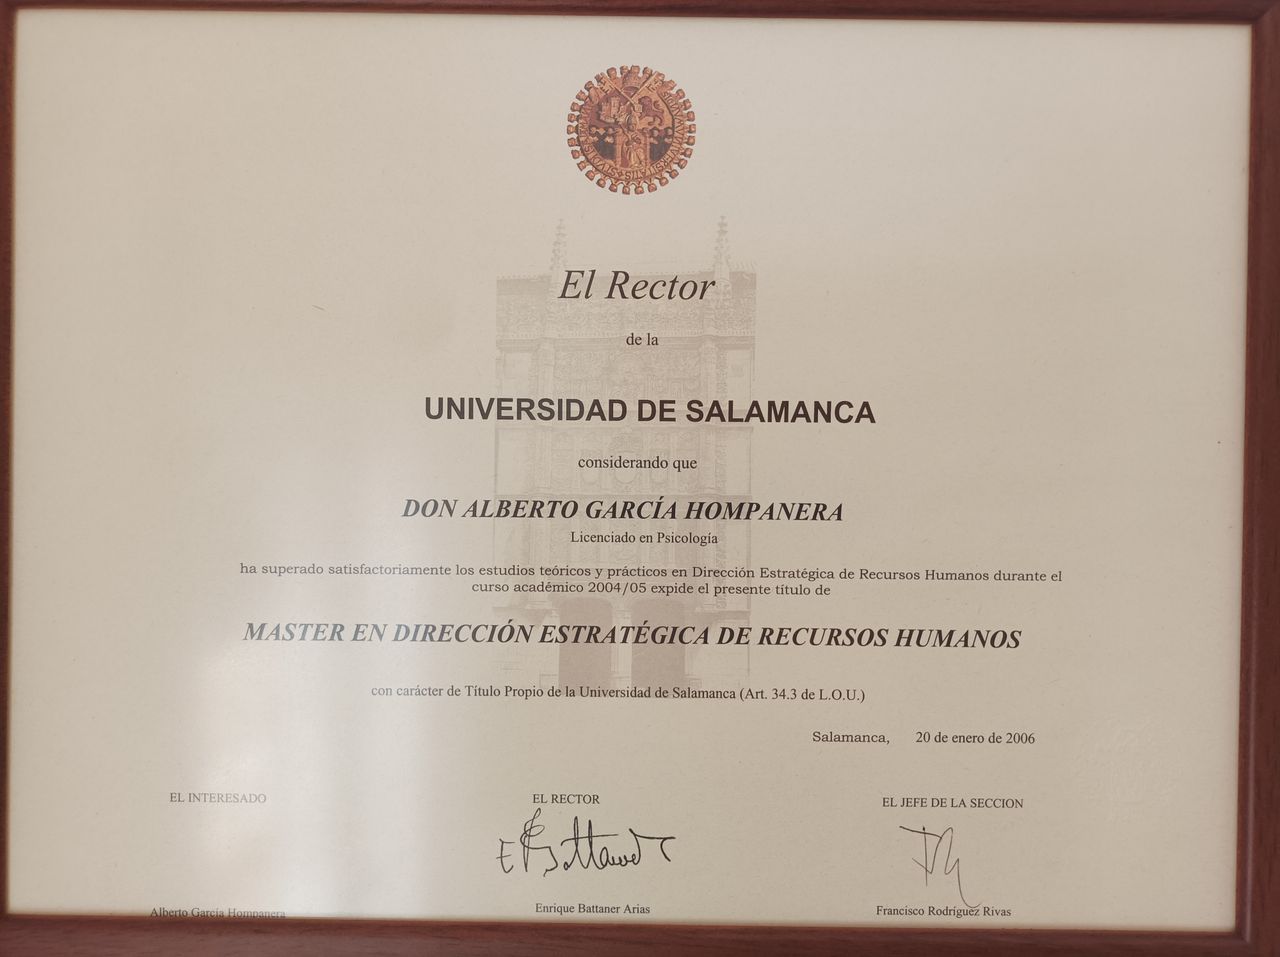 El Rector
de la
UNIVERSIDAD DE SALAMANCA
considerando que
DON ALBERTO GARCÍA HOMPANERA
Licenciado en Psicología
ha superado satisfactoriamente los estudios teóricos y prácticos en Dirección Estratégica de Recursos Humanos durante el
curso académico 2004/05 expide el presente título de
MASTER EN DIRECCIÓN ESTRATÉGICA DE RECURSOS HUMANOS
con carácter de Título Propio de la Universidad de Salamanca (Art. 34.3 de L.O.U.)
Salamanca, 20 de enero de 2006
EL INTERESADO
EL RECTOR
EL JEFE DE LA SECCION
Alberto García Hompanera
Enrique Battaner Arias
Francisco Rodríguez Rivas